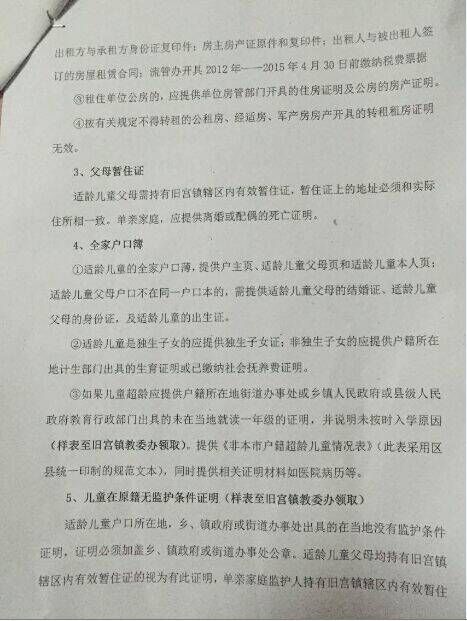 出租方与承租方身份证复印件；房主房产证原件和复印件；出租人与被出租人签
订的房屋租赁合同；流管办开具 2012 年——2015 年 4 月 30 日前缴纳税费票据
③租住单位公房的，应提供单位房管部门开具的住房证明及公房的房产证明。
④按有关规定不得转租的公租房、经适房、军产房房产开具的转租租房证明
无效。
3、父母暂住证
适龄儿童父母需持有旧宫镇辖区内有效暂住证，暂住证上的地址必须和实际
住所相一致。单亲家庭，应提供离婚或配偶的死亡证明。
4、全家户口簿
①适龄儿童的全家户口簿，提供户主页、适龄儿童父母页和适龄儿童本人页；
适龄儿童父母户口不在同一户口本的，需提供适龄儿童父母的结婚证、适龄儿童
父母的身份证，及适龄儿童的出生证。
②适龄儿童是独生子女的应提供独生子女证；非独生子女的应提供户籍所在
地计生部门出具的生育证明或已缴纳社会抚养费证明。
③如果儿童超龄应提供户籍所在地街道办事处或乡镇人民政府或县级人民
政府教育行政部门出具的未在当地就读一年级的证明，并说明未按时入学原因
（样表至旧宫镇教委办领取）。提供《非本市户籍超龄儿童情况表》（此表采用区
县统一印制的规范文本），同时提供相关证明材料如医院病历等。
5、儿童在原籍无监护条件证明（样表至旧宫镇教委办领取）
适龄儿童户口所在地，乡、镇政府或街道办事处出具的在当地没有监护条件
证明，证明必须加盖乡、镇政府或街道办事处公章。适龄儿童父母均持有旧宫镇
辖区内有效暂住证的视为有此证明，单亲家庭监护人持有旧宫镇辖区内有效暂住